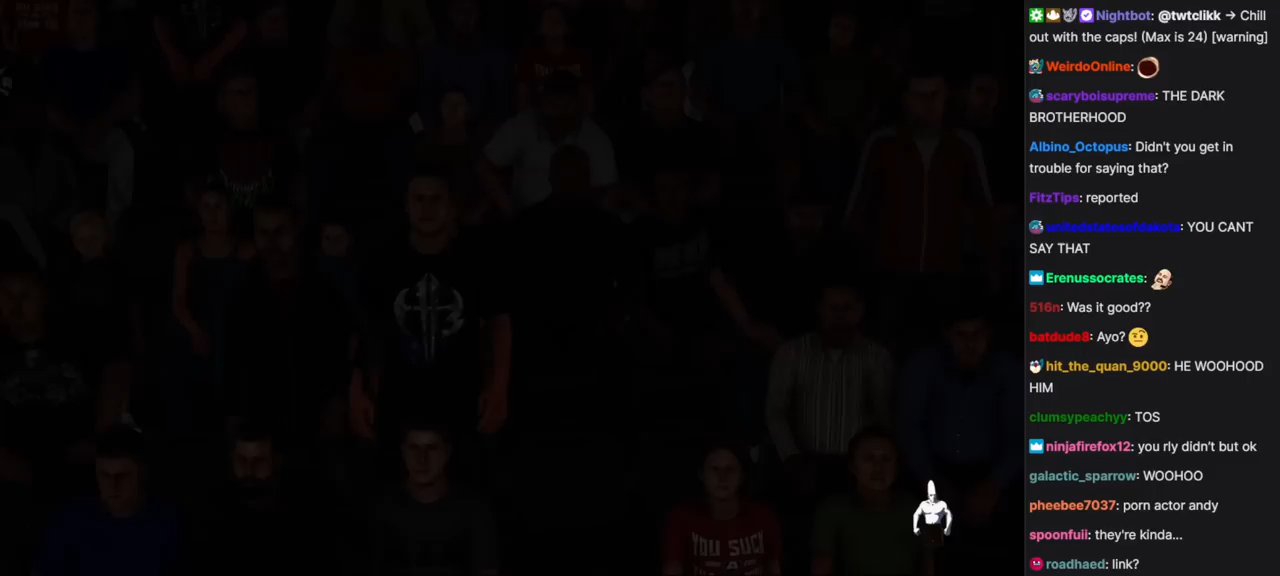 Nightbot: @twtclikk → Chill
out with the caps! (Max is 24) [warning]
WeirdoOnline:
scaryboisupreme: THE DARK
BROTHERHOOD
Albino_Octopus: Didn't you get in
trouble for saying that?
FitzTips: reported
unitedstatesofdakota: YOU CANT
SAY THAT
Erenussocrates:
516n: Was it good??
batdude8: Ayo?
hit_the_quan_9000: HE WOOHOOD
HIM
clumsypeachyy: TOS
ninjafirefox12: you rly didn't but ok
galactic_sparrow: WOOHOO
pheebee7037: porn actor andy
spoonfuii: they're kinda...
roadhaed: link?
YOU SUCK
A